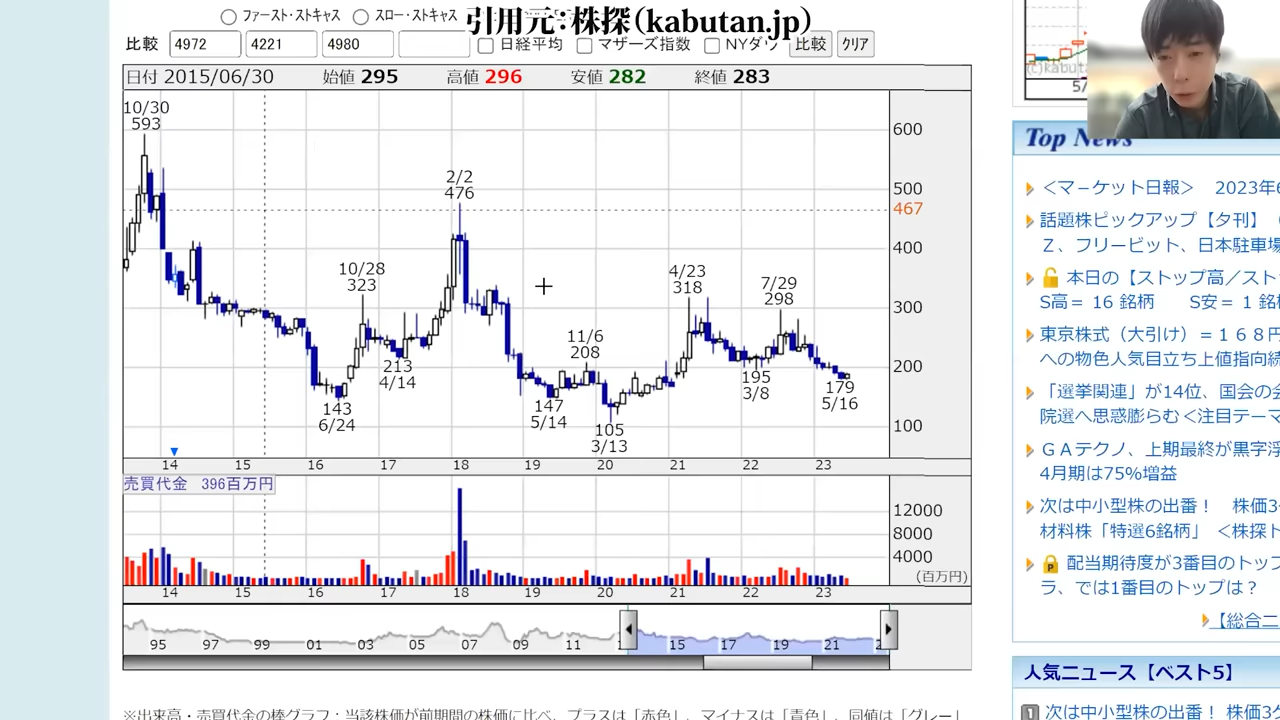 ファースト・ストキャス スロー・ストキャス
引用元:株探(kabutan.jp)
比較 4972 4221 4980 日経平均 マザーズ指数 NYダウ 比較 クリア
日付 2015/06/30 始値 295 高値 296 安値 282 終値 283
10/30
593
600
2/2
476
500
467
400
10/28
323
4/23
318
7/29
298
300
11/6
208
213
4/14
200
195
3/8
179
5/16
143
6/24
147
5/14
105
3/13
100
14 15 16 17 18 19 20 21 22 23
売買代金 396百万円
12000
8000
4000
(百万円)
14 15 16 17 18 19 20 21 22 23
95 97 99 01 03 05 07 09 11 15 17 19 21
※出来高・売買代金の棒グラフ:当該株価が前期間の株価に比べ、プラスは「赤色」、マイナスは「青色」、同値は「グレー」
(c)kabuta
5/
Top News
<マーケット日報> 2023年6
話題株ピックアップ【夕刊】
Z、フリービット、日本駐車場
本日の【ストップ高/スト
S高= 16 銘柄 S安= 1 銘
東京株式(大引け)=168円
への物色人気目立ち上値指向続
「選挙関連」が14位、国会の会
院選へ思惑膨らむ<注目テーマ
GAテクノ、上期最終が黒字浮
4月期は75%増益
次は中小型株の出番! 株価3
材料株「特選6銘柄」 <株探ト
配当期待度が3番目のトップ
ラ、では1番目のトップは?
【総合ニ
人気ニュース【ベスト5】
1 次は中小型株の出番! 株価3